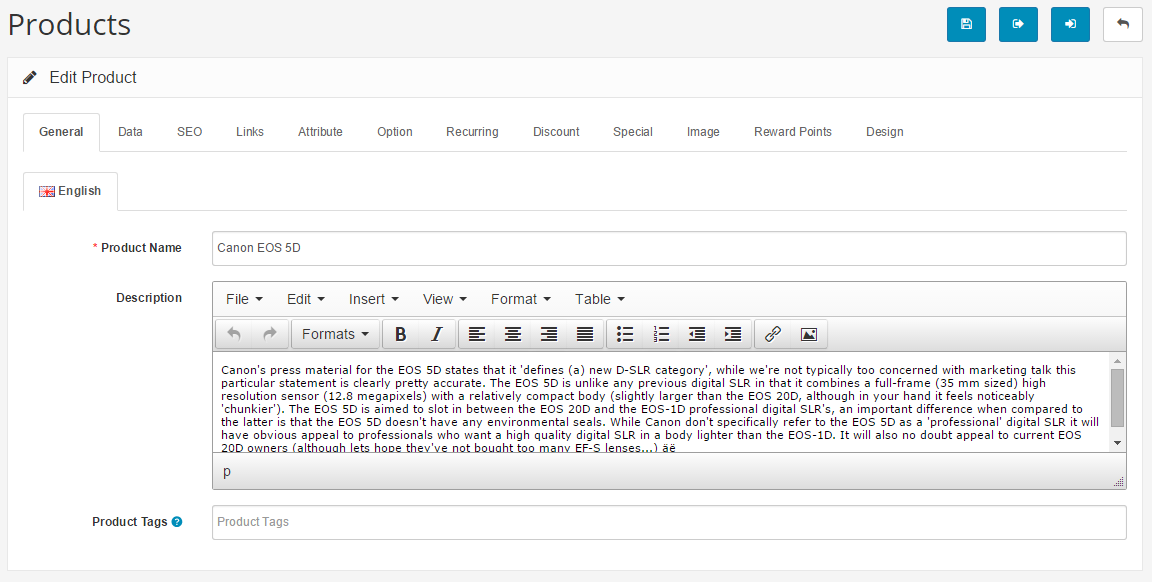 Products
Edit Product
General Data SEO Links Attribute Option Recurring Discount Special Image Reward Points Design
English
* Product Name Canon EOS 5D
Description File Edit Insert View Format Table
Formats B I
Canon's press material for the EOS 5D states that it 'defines (a) new D-SLR category', while we're not typically too concerned with marketing talk this
particular statement is clearly pretty accurate. The EOS 5D is unlike any previous digital SLR in that it combines a full-frame (35 mm sized) high
resolution sensor (12.8 megapixels) with a relatively compact body (slightly larger than the EOS 20D, although in your hand it feels noticeably
'chunkier'). The EOS 5D is aimed to slot in between the EOS 20D and the EOS-1D professional digital SLR's, an important difference when compared to
the latter is that the EOS 5D doesn't have any environmental seals. While Canon don't specifically refer to the EOS 5D as a 'professional' digital SLR it will
have obvious appeal to professionals who want a high quality digital SLR in a body lighter than the EOS-1D. It will also no doubt appeal to current EOS
20D owners (although lets hope they've not bought too many EF-S lenses...) äë
p
Product Tags ? Product Tags